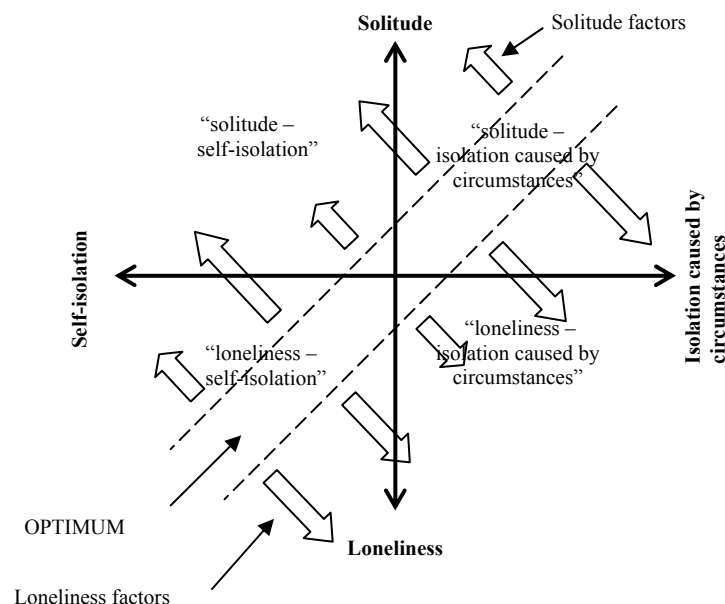 Solitude
Solitude factors
“solitude –
self-isolation”
“solitude –
isolation caused by
circumstances”
Self-isolation
Isolation caused by
circumstances
“loneliness –
self-isolation”
“loneliness –
isolation caused by
circumstances”
OPTIMUM
Loneliness
Loneliness factors